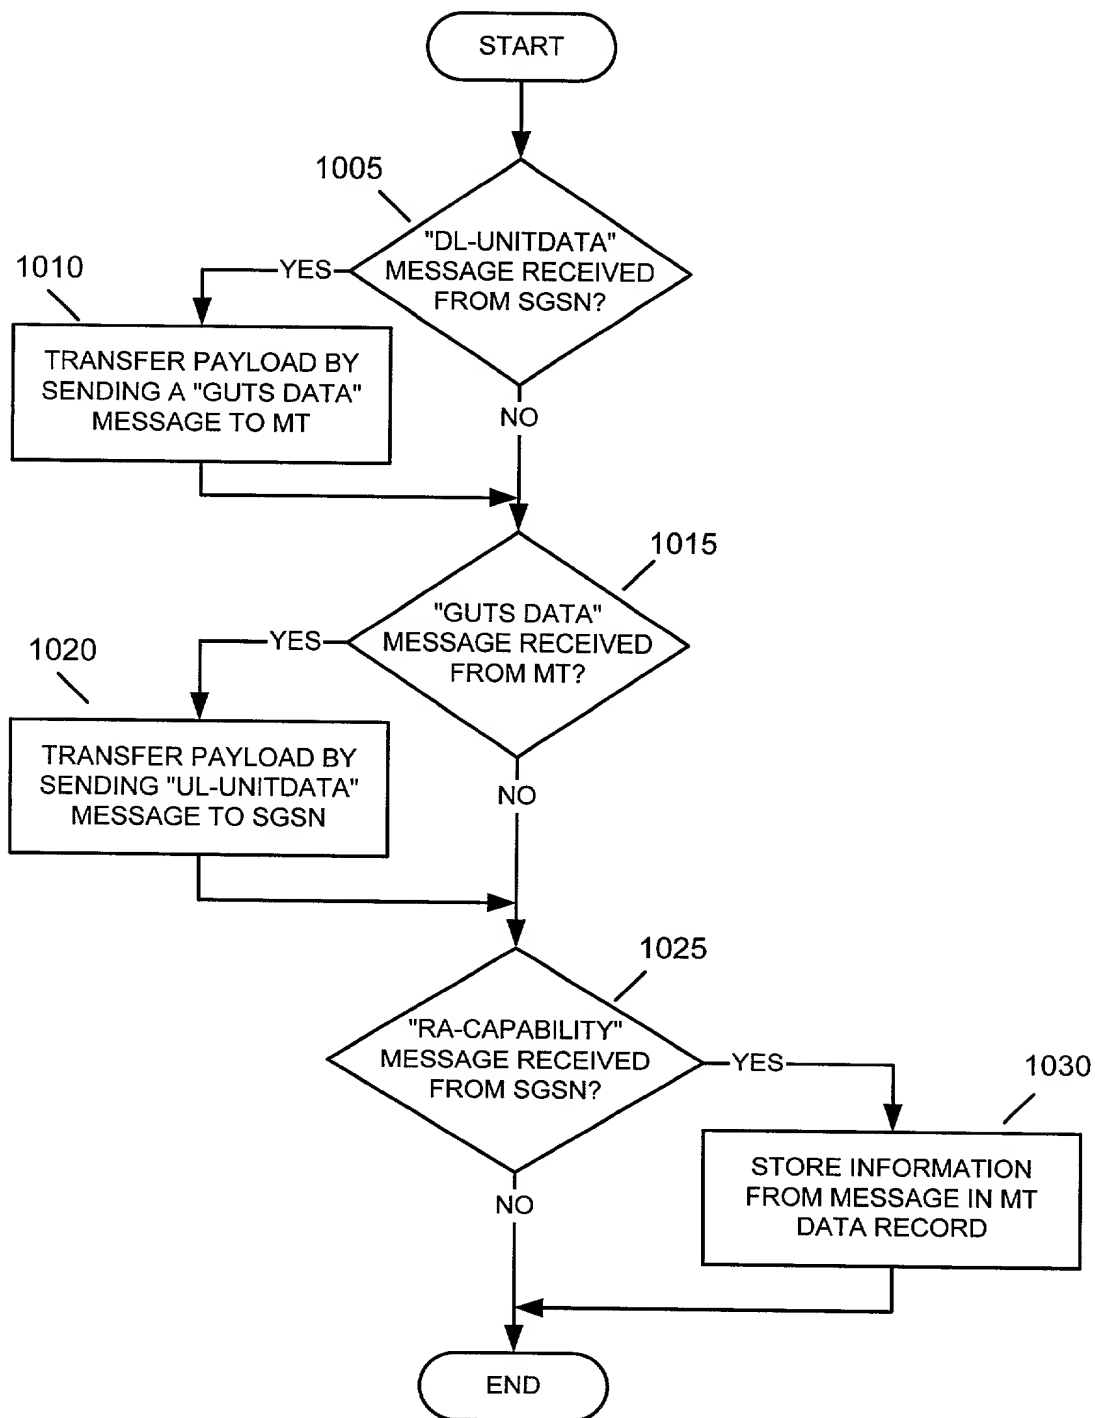 START
1005
"DL-UNITDATA"
MESSAGE RECEIVED
FROM SGSN?
YES
1010
TRANSFER PAYLOAD BY
SENDING A "GUTS DATA"
MESSAGE TO MT
NO
1015
"GUTS DATA"
MESSAGE RECEIVED
FROM MT?
YES
1020
TRANSFER PAYLOAD BY
SENDING "UL-UNITDATA"
MESSAGE TO SGSN
NO
1025
"RA-CAPABILITY"
MESSAGE RECEIVED
FROM SGSN?
YES
1030
STORE INFORMATION
FROM MESSAGE IN MT
DATA RECORD
NO
END